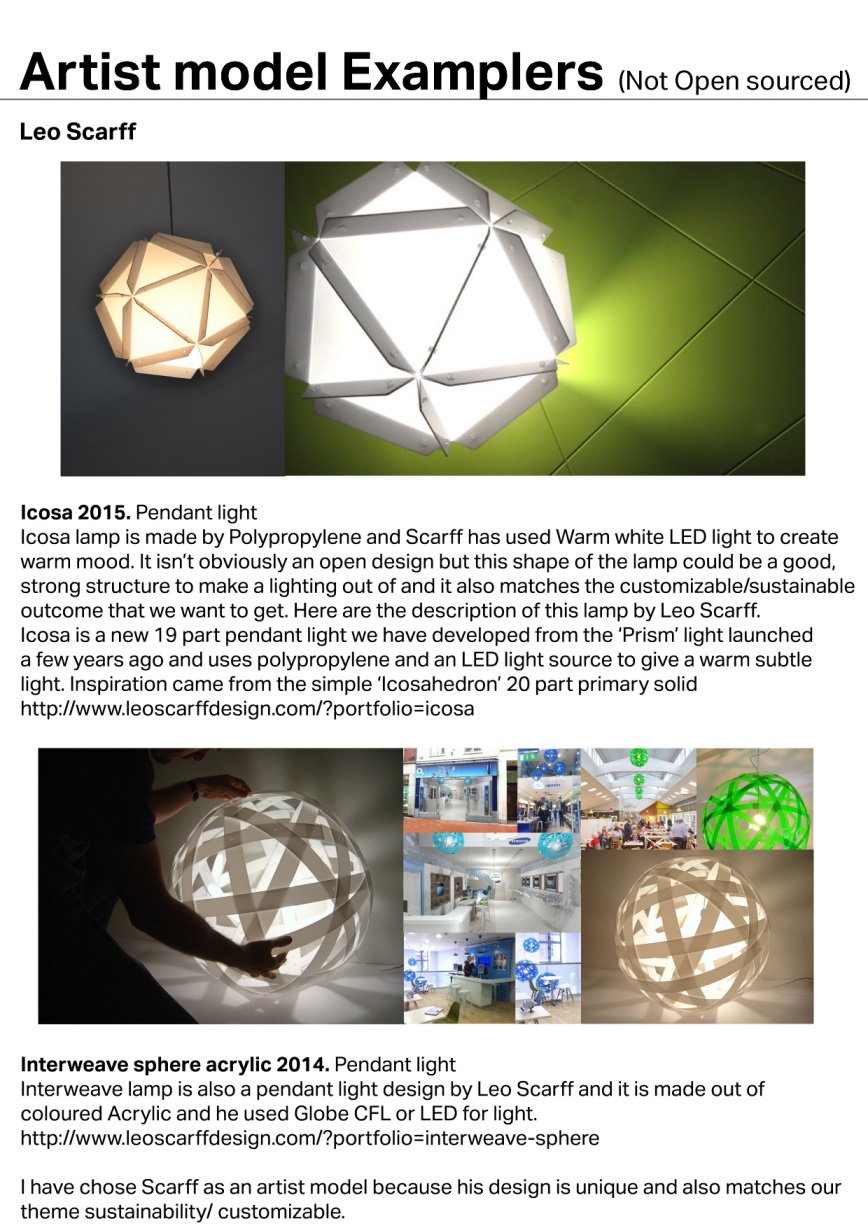 Artist model Examplers (Not Open sourced)
Leo Scarff
Icosa 2015. Pendant light
Icosa lamp is made by Polypropylene and Scarff has used Warm white LED light to create
warm mood. It isn’t obviously an open design but this shape of the lamp could be a good,
strong structure to make a lighting out of and it also matches the customizable/sustainable
outcome that we want to get. Here are the description of this lamp by Leo Scarff.
Icosa is a new 19 part pendant light we have developed from the ‘Prism’ light launched
a few years ago and uses polypropylene and an LED light source to give a warm subtle
light. Inspiration came from the simple ‘Icosahedron’ 20 part primary solid
http://www.leoscarffdesign.com/?portfolio=icosa
SAMSUNG
Interweave sphere acrylic 2014. Pendant light
Interweave lamp is also a pendant light design by Leo Scarff and it is made out of
coloured Acrylic and he used Globe CFL or LED for light.
http://www.leoscarffdesign.com/?portfolio=interweave-sphere
I have chose Scarff as an artist model because his design is unique and also matches our
theme sustainability/ customizable.